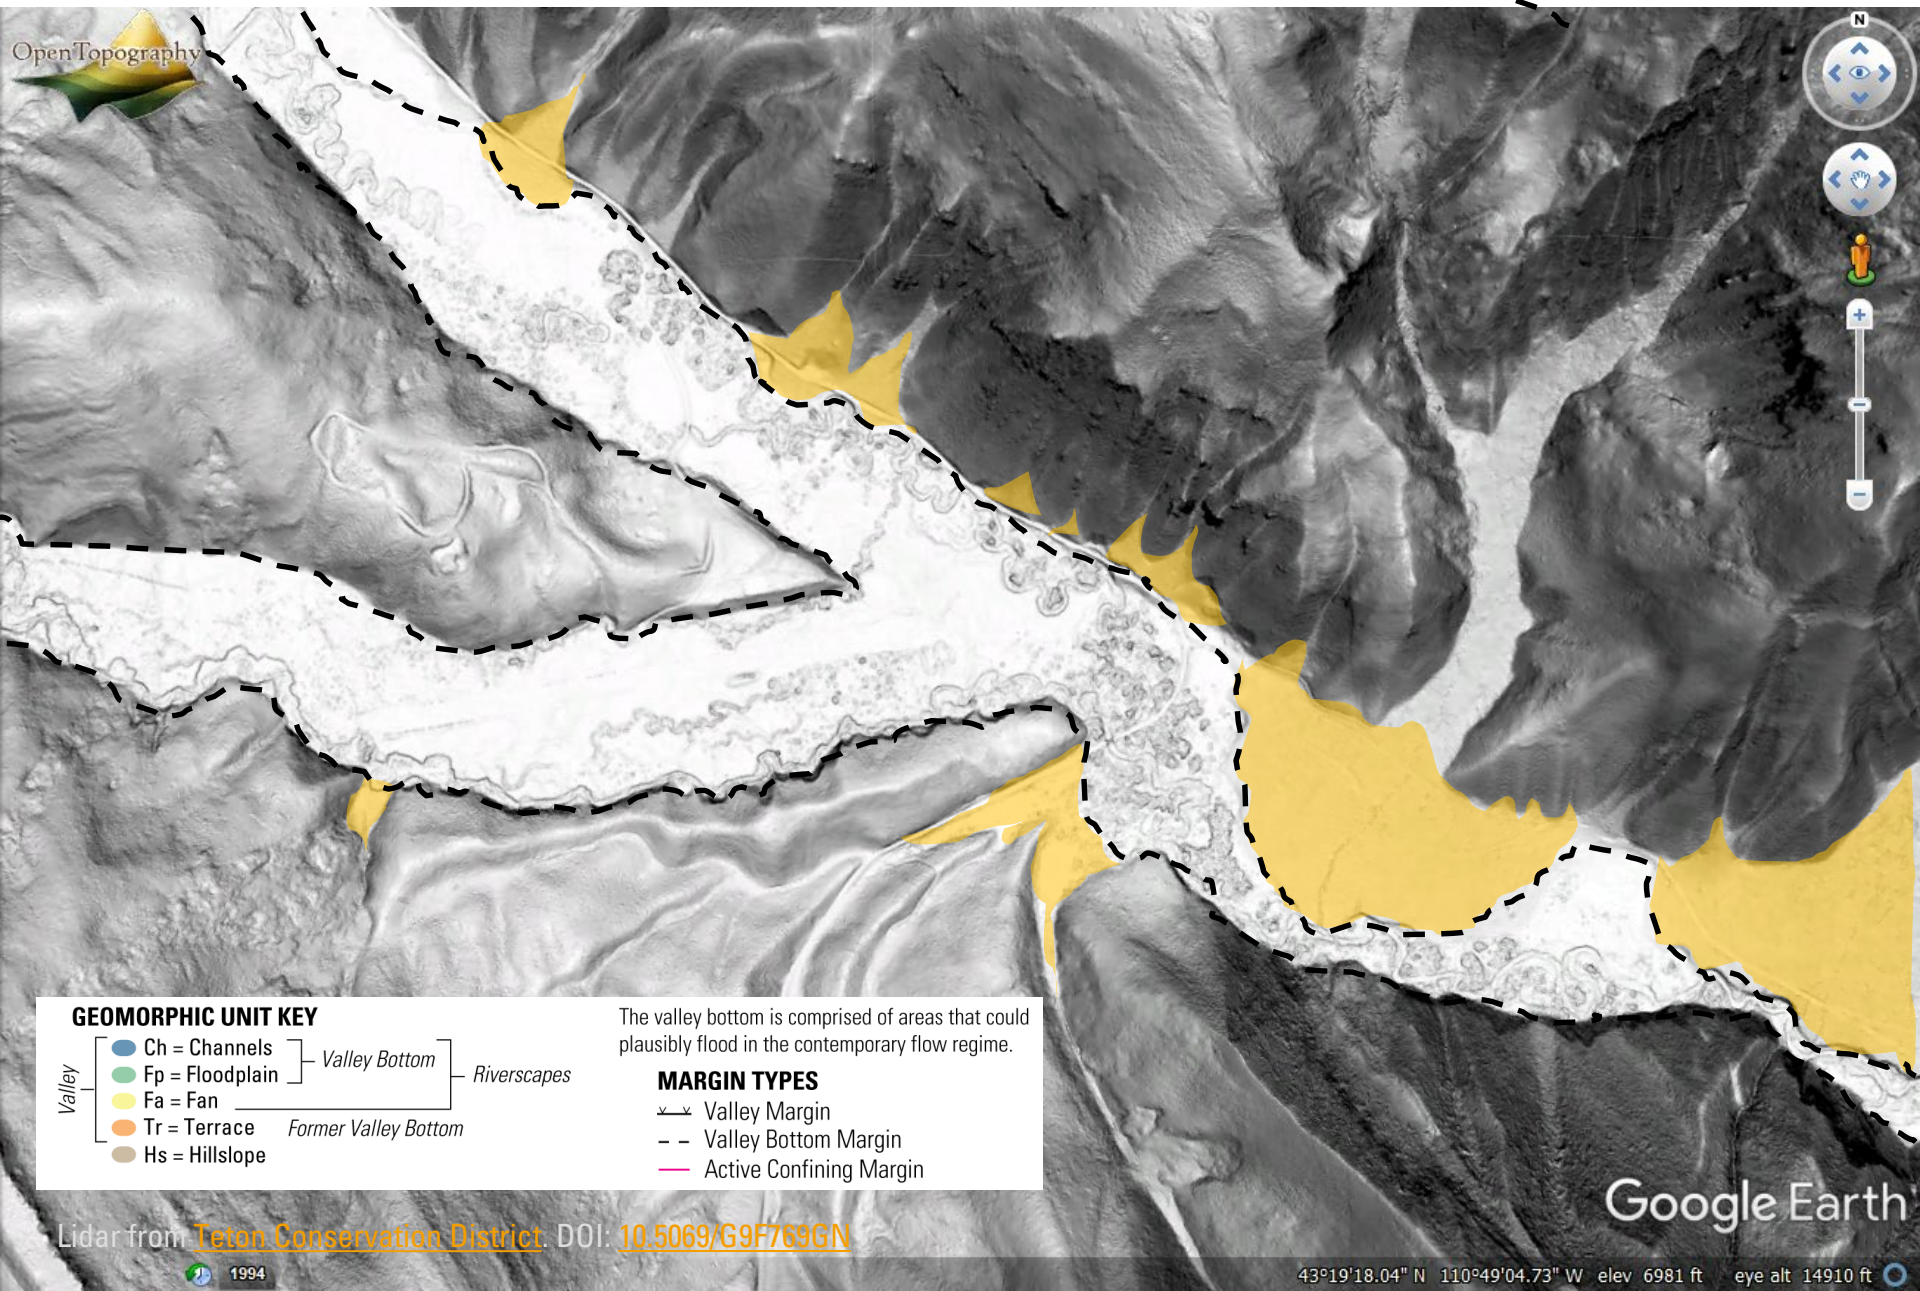 N
OpenTopography
GEOMORPHIC UNIT KEY
Valley
Ch = Channels
Fp = Floodplain
Fa = Fan
Tr = Terrace
Hs = Hillslope
Valley Bottom
Riverscapes
Former Valley Bottom
The valley bottom is comprised of areas that could
plausibly flood in the contemporary flow regime.
MARGIN TYPES
Valley Margin
Valley Bottom Margin
Active Confining Margin
Google Earth
Lidar from Teton Conservation District. DOI: 10.5069/G9F769GN
1994
43°19'18.04" N 110°49'04.73" W elev 6981 ft eye alt 14910 ft